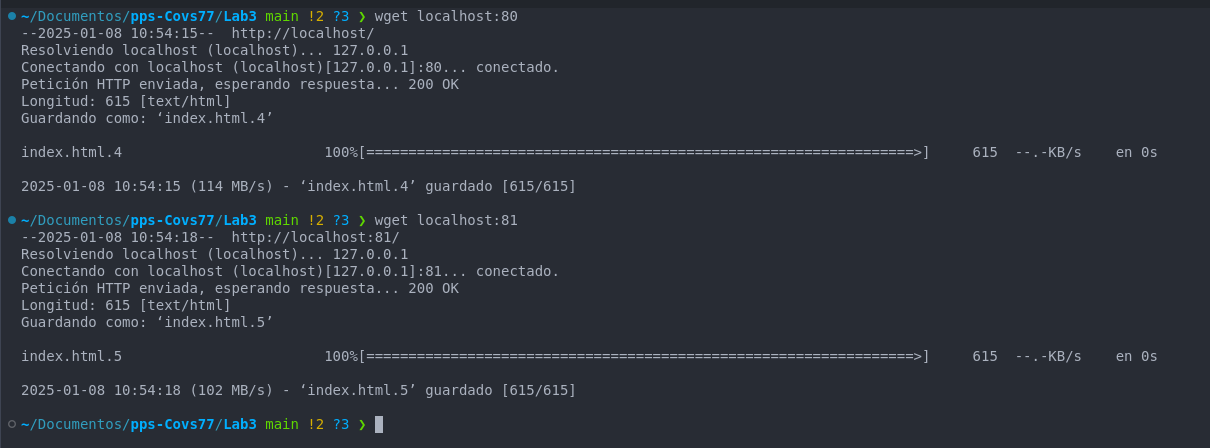 ~/Documentos/pps-Covs77/Lab3 main !2 ?3 ❯ wget localhost:80
--2025-01-08 10:54:15--  http://localhost/
Resolviendo localhost (localhost)... 127.0.0.1
Conectando con localhost (localhost)[127.0.0.1]:80... conectado.
Petición HTTP enviada, esperando respuesta... 200 OK
Longitud: 615 [text/html]
Guardando como: ‘index.html.4’
index.html.4                        100%[=================================================================>]     615  --.-KB/s    en 0s
2025-01-08 10:54:15 (114 MB/s) - ‘index.html.4’ guardado [615/615]
~/Documentos/pps-Covs77/Lab3 main !2 ?3 ❯ wget localhost:81
--2025-01-08 10:54:18--  http://localhost:81/
Resolviendo localhost (localhost)... 127.0.0.1
Conectando con localhost (localhost)[127.0.0.1]:81... conectado.
Petición HTTP enviada, esperando respuesta... 200 OK
Longitud: 615 [text/html]
Guardando como: ‘index.html.5’
index.html.5                        100%[=================================================================>]     615  --.-KB/s    en 0s
2025-01-08 10:54:18 (102 MB/s) - ‘index.html.5’ guardado [615/615]
~/Documentos/pps-Covs77/Lab3 main !2 ?3 ❯